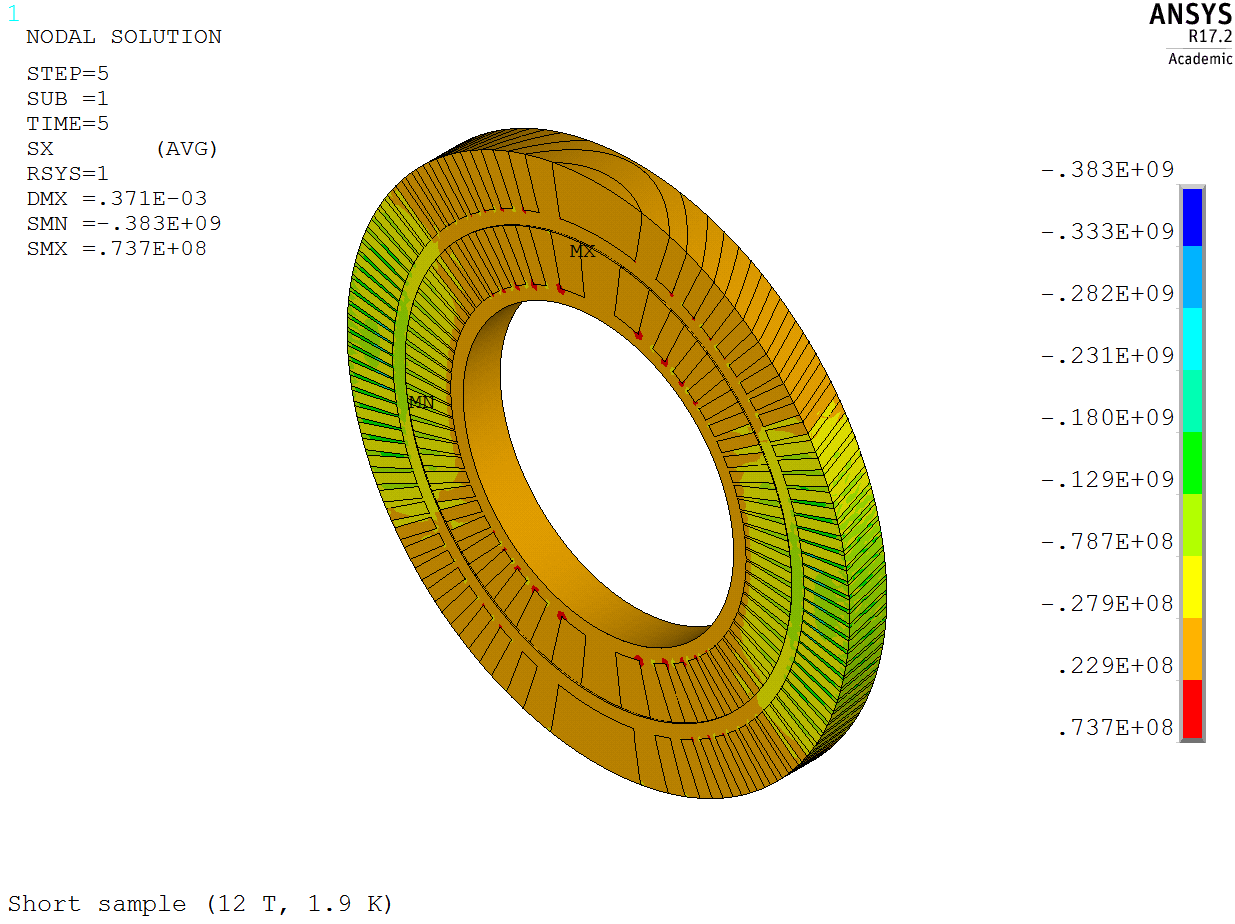 1
NODAL SOLUTION
STEP=5
SUB =1
TIME=5
SX (AVG)
RSYS=1
DMX =.371E-03
SMN =-.383E+09
SMX =.737E+08
ANSYS
R17.2
Academic
MX
MN
-.383E+09
-.333E+09
-.282E+09
-.231E+09
-.180E+09
-.129E+09
-.787E+08
-.279E+08
.229E+08
.737E+08
Short sample (12 T, 1.9 K)